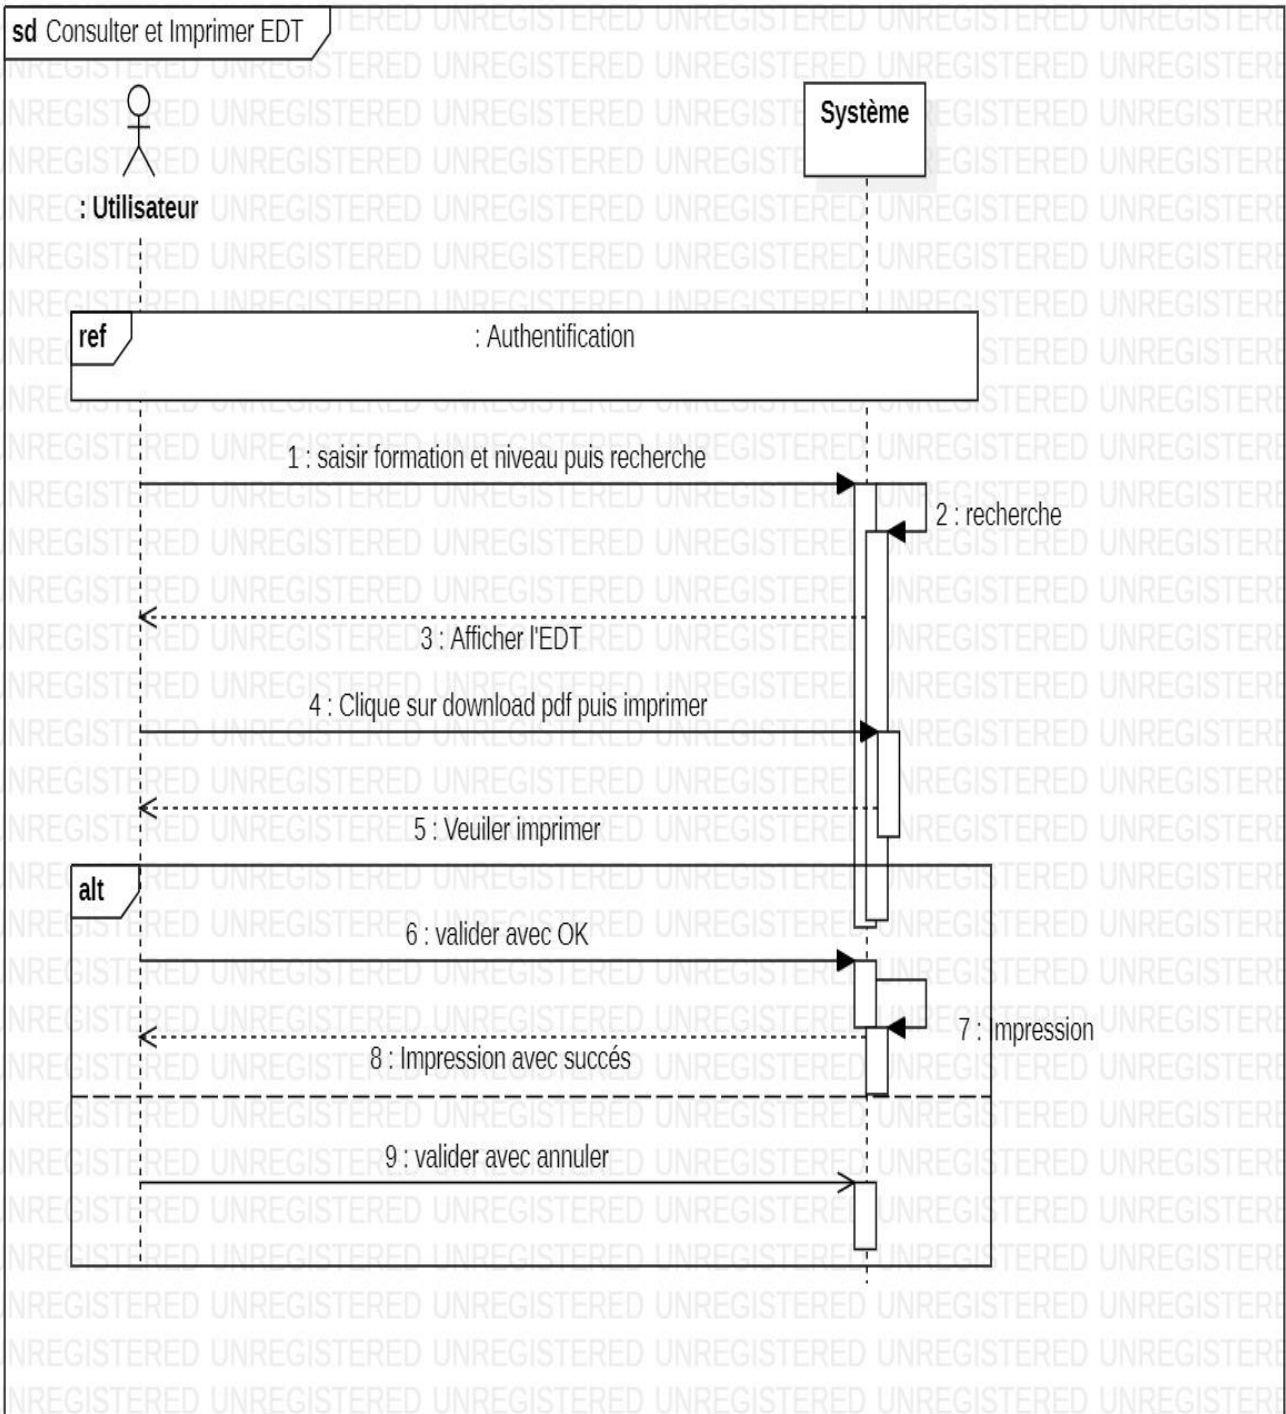 sd Consulter et Imprimer EDT
Système
: Utilisateur
ref
: Authentification
1 : saisir formation et niveau puis recherche
2 : recherche
3 : Afficher l'EDT
4 : Clique sur download pdf puis imprimer
5 : Veuiler imprimer
alt
6 : valider avec OK
7 : Impression
8 : Impression avec succés
9 : valider avec annuler
UNREGISTERED